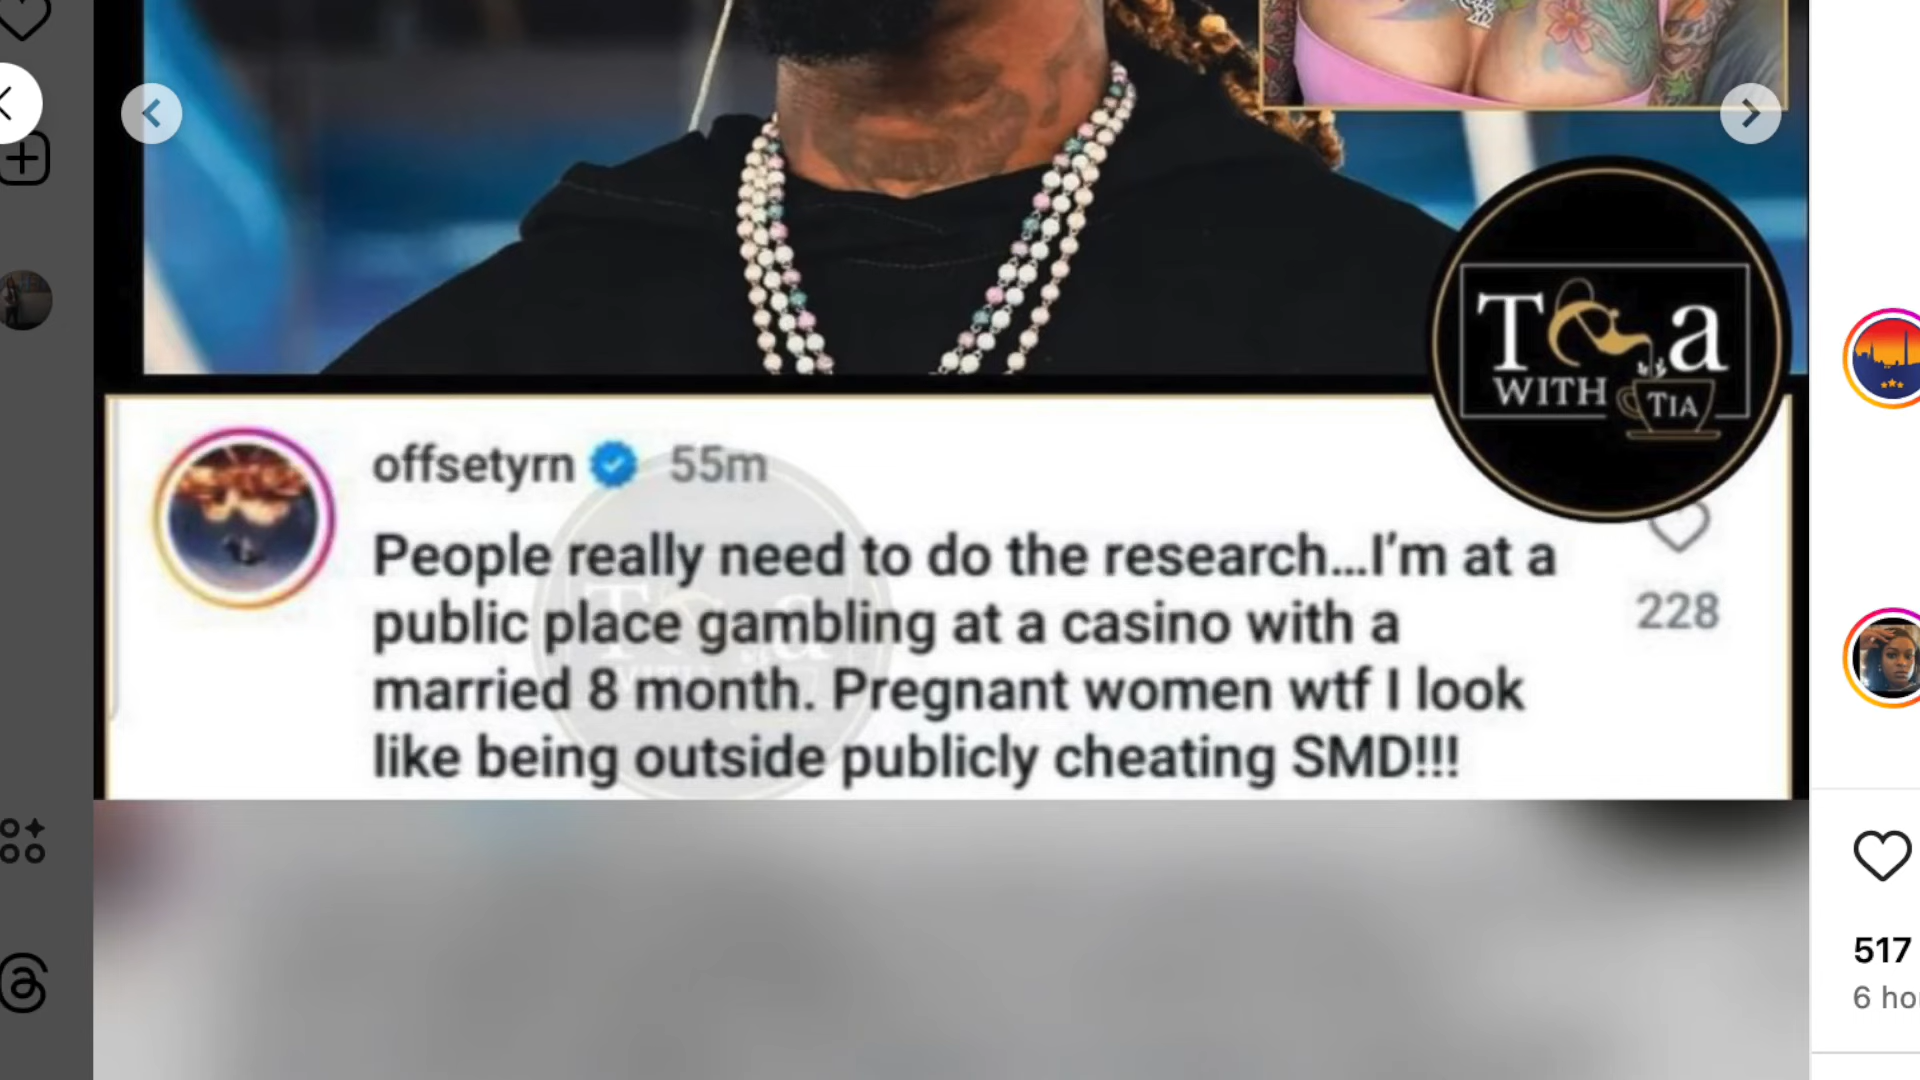 Tea
WITH TIA
offsetyrn 55m
People really need to do the research...I'm at a
public place gambling at a casino with a
married 8 month. Pregnant women wtf I look
like being outside publicly cheating SMD!!!
228
517
6 ho